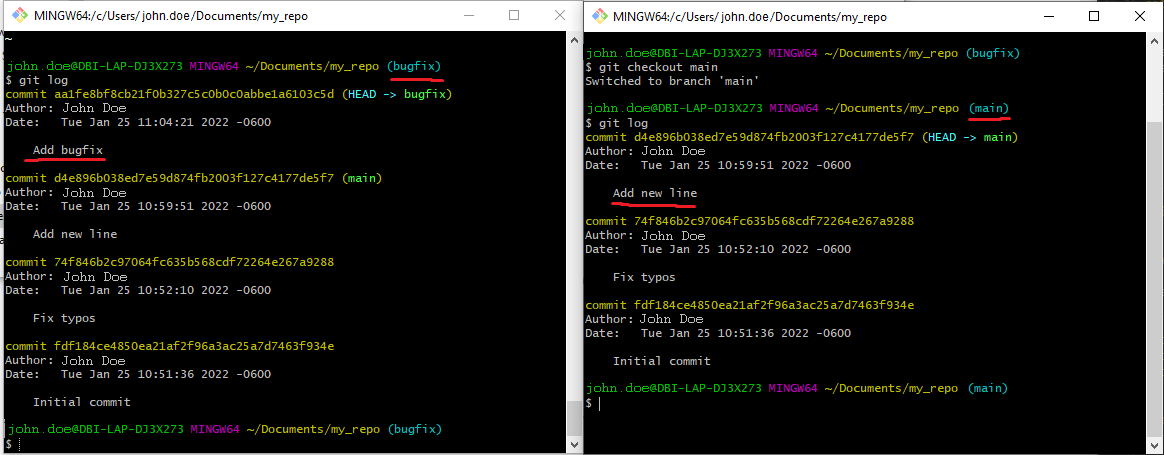 MINGW64:/c/Users/john.doe/Documents/my_repo
~
john.doe@DBI-LAP-DJ3X273 MINGW64 ~/Documents/my_repo (bugfix)
$ git log
commit aa1fe8bf8cb21f0b327c5c0b0c0abbe1a6103c5d (HEAD -> bugfix)
Author: John Doe
Date:   Tue Jan 25 11:04:21 2022 -0600
Add bugfix
commit d4e896b038ed7e59d874fb2003f127c4177de5f7 (main)
Author: John Doe
Date:   Tue Jan 25 10:59:51 2022 -0600
Add new line
commit 74f846b2c97064fc635b568cdf72264e267a9288
Author: John Doe
Date:   Tue Jan 25 10:52:10 2022 -0600
Fix typos
commit fdf184ce4850ea21af2f96a3ac25a7d7463f934e
Author: John Doe
Date:   Tue Jan 25 10:51:36 2022 -0600
Initial commit
john.doe@DBI-LAP-DJ3X273 MINGW64 ~/Documents/my_repo (bugfix)
$
MINGW64:/c/Users/john.doe/Documents/my_repo
john.doe@DBI-LAP-DJ3X273 MINGW64 ~/Documents/my_repo (bugfix)
$ git checkout main
Switched to branch 'main'
john.doe@DBI-LAP-DJ3X273 MINGW64 ~/Documents/my_repo (main)
$ git log
commit d4e896b038ed7e59d874fb2003f127c4177de5f7 (HEAD -> main)
Author: John Doe
Date:   Tue Jan 25 10:59:51 2022 -0600
Add new line
commit 74f846b2c97064fc635b568cdf72264e267a9288
Author: John Doe
Date:   Tue Jan 25 10:52:10 2022 -0600
Fix typos
commit fdf184ce4850ea21af2f96a3ac25a7d7463f934e
Author: John Doe
Date:   Tue Jan 25 10:51:36 2022 -0600
Initial commit
john.doe@DBI-LAP-DJ3X273 MINGW64 ~/Documents/my_repo (main)
$